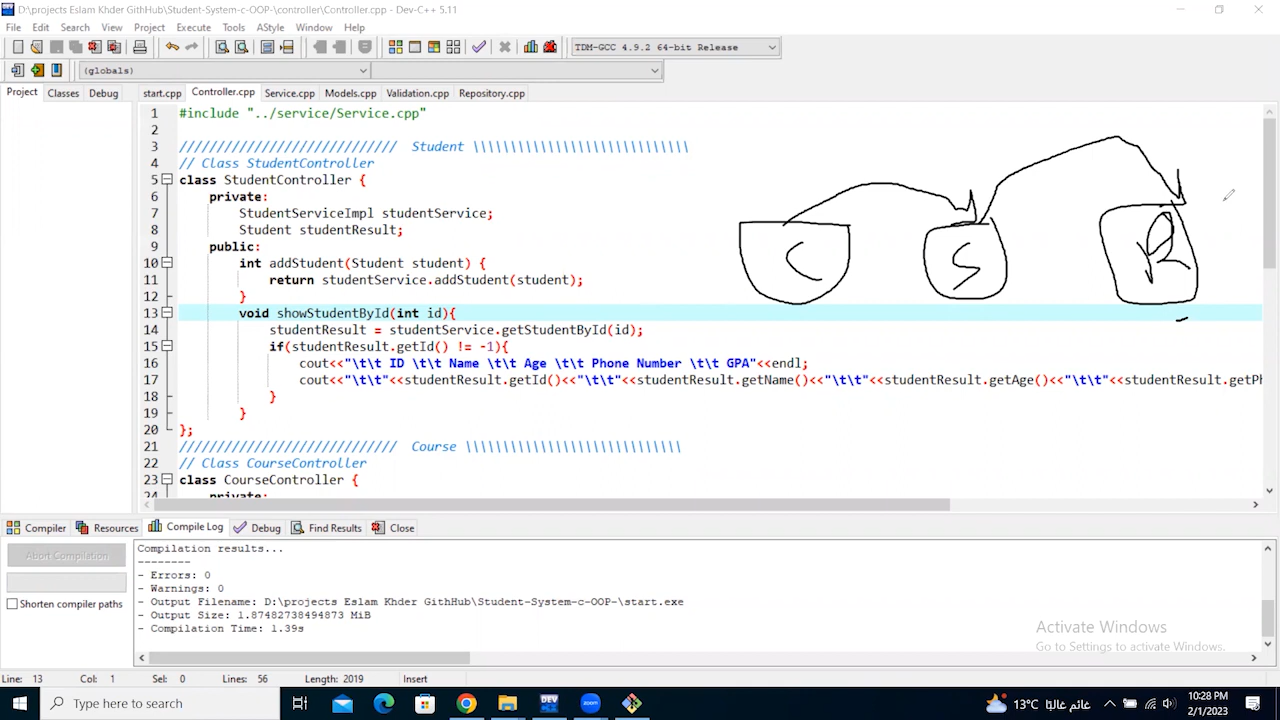 D:\projects Eslam Khder GithHub\Student-System-c-OOP-\controller\Controller.cpp - Dev-C++ 5.11
File Edit Search View Project Execute Tools AStyle Window Help
TDM-GCC 4.9.2 64-bit Release
(globals)
Project Classes Debug start.cpp Controller.cpp Service.cpp Models.cpp Validation.cpp Repository.cpp
1 #include "../service/Service.cpp"
2
3 ///////////////////////////// Student \\\\\\\\\\\\\\\\\\\\\\\\\\\\\
4 // Class StudentController
5 class StudentController {
6 private:
7 StudentServiceImpl studentService;
8 Student studentResult;
9 public:
10 int addStudent(Student student) {
11 return studentService.addStudent(student);
12 }
13 void showStudentById(int id){
14 studentResult = studentService.getStudentById(id);
15 if(studentResult.getId() != -1){
16 cout<<"\t\t ID \t\t Name \t\t Age \t\t Phone Number \t\t GPA"<<endl;
17 cout<<"\t\t"<<studentResult.getId()<<"\t\t"<<studentResult.getName()<<"\t\t"<<studentResult.getAge()<<"\t\t"<<studentResult.getPh
18 }
19 }
20 };
21 ///////////////////////////// Course \\\\\\\\\\\\\\\\\\\\\\\\\\\\
22 // Class CourseController
23 class CourseController {
24 private:
C S R
Compiler Resources Compile Log Debug Find Results Close
Abort Compilation
Shorten compiler paths
Compilation results...
--------
- Errors: 0
- Warnings: 0
- Output Filename: D:\projects Eslam Khder GitHub\Student-System-c-OOP-\start.exe
- Output Size: 1.87482738494873 MiB
- Compilation Time: 1.39s
Activate Windows
Go to Settings to activate Windows.
Line: 13 Col: 1 Sel: 0 Lines: 56 Length: 2019 Insert
Type here to search
13°C غائم غالبًا
10:28 PM
2/1/2023